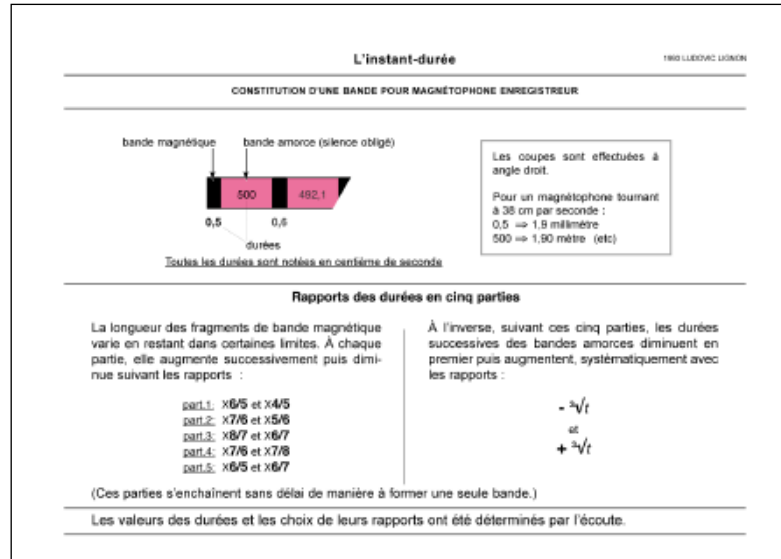 L'instant-durée
1960 LUDOVIC LIGNON
CONSTITUTION D'UNE BANDE POUR MAGNÉTOPHONE ENREGISTREUR
bande magnétique
bande amorce (silence obligé)
500
492,1
0,5
0,6
durées
Toutes les durées sont notées en centième de seconde
Les coupes sont effectuées à
angle droit.
Pour un magnétophone tournant
à 38 cm par seconde :
0,5 ⇒ 1,9 millimètre
500 ⇒ 1,90 mètre (etc)
Rapports des durées en cinq parties
La longueur des fragments de bande magnétique
varie en restant dans certaines limites. À chaque
partie, elle augmente successivement puis dimi-
nue suivant les rapports :
part.1: X6/5 et X4/5
part.2: X7/6 et X5/6
part.3: X8/7 et X6/7
part.4: X7/6 et X7/8
part.5: X6/5 et X6/7
À l'inverse, suivant ces cinq parties, les durées
successives des bandes amorces diminuent en
premier puis augmentent, systématiquement avec
les rapports :
- ³√t
et
+ ³√t
(Ces parties s'enchaînent sans délai de manière à former une seule bande.)
Les valeurs des durées et les choix de leurs rapports ont été déterminés par l'écoute.